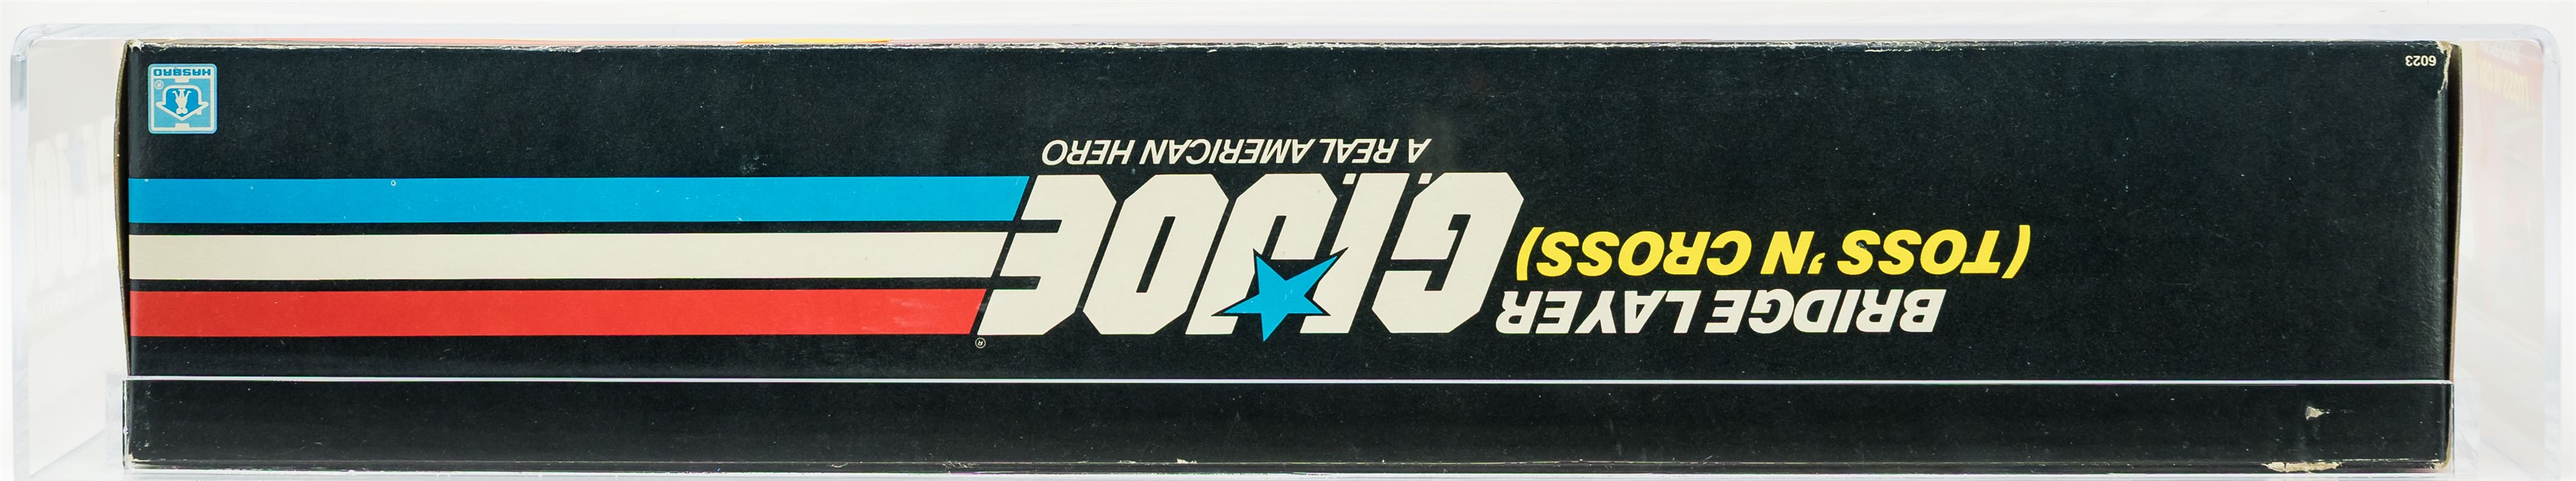 6023
BRIDGE LAYER
(TOSS 'N CROSS)
G.I. JOE
®
A REAL AMERICAN HERO
HASBRO
®